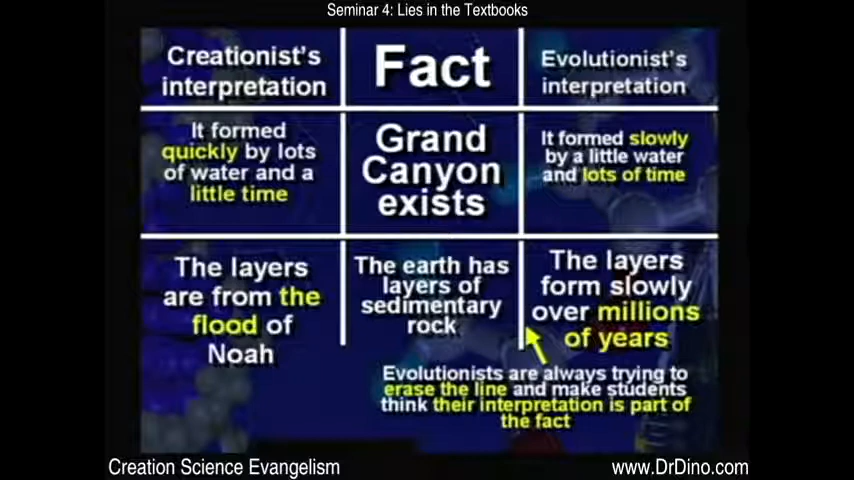 Seminar 4: Lies in the Textbooks
Creationist's
interpretation
Fact
Evolutionist's
interpretation
It formed
quickly by lots
of water and a
little time
Grand
Canyon
exists
It formed slowly
by a little water
and lots of time
The layers
are from the
flood of
Noah
The earth has
layers of
sedimentary
rock
The layers
form slowly
over millions
of years
Evolutionists are always trying to
erase the line and make students
think their interpretation is part of
the fact
Creation Science Evangelism
www.DrDino.com